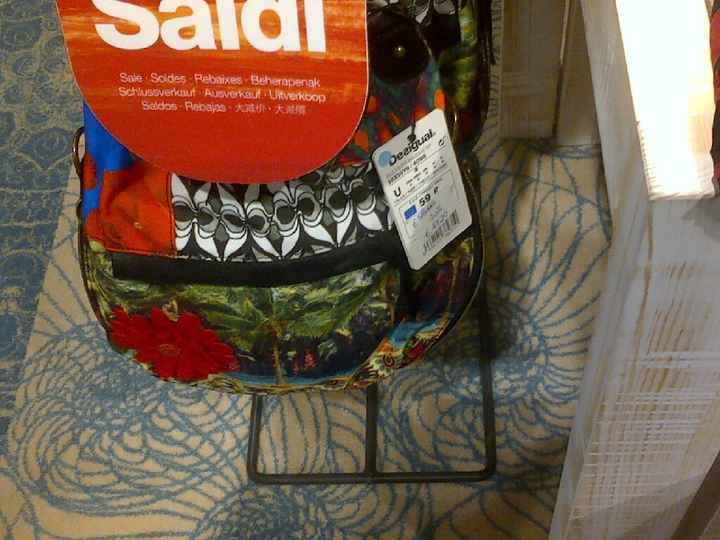 Saldi
Sale · Soldes · Rebaixes · Beherapenak
Schlussverkauf · Ausverkauf · Uitverkoop
Saldos · Rebajas · 大减价 · 大減價
Desigual.
U
59